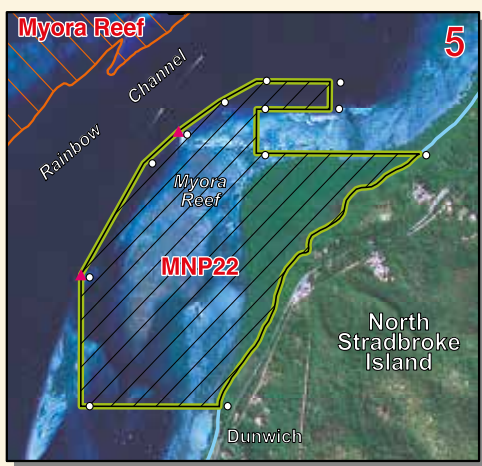 Myora Reef
5
Rainbow Channel
Myora
Reef
MNP22
North
Stradbroke
Island
Dunwich